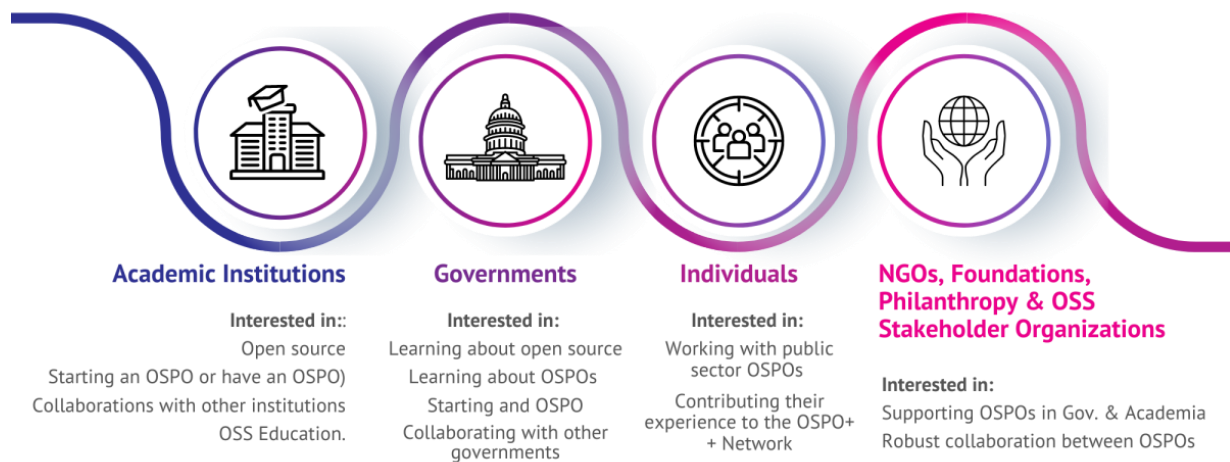 Academic Institutions
Interested in::
Open source
Starting an OSPO or have an OSPO)
Collaborations with other institutions
OSS Education.
Governments
Interested in:
Learning about open source
Learning about OSPOs
Starting and OSPO
Collaborating with other
governments
Individuals
Interested in:
Working with public
sector OSPOs
Contributing their
experience to the OSPO+
+ Network
NGOs, Foundations,
Philanthropy & OSS
Stakeholder Organizations
Interested in:
Supporting OSPOs in Gov. & Academia
Robust collaboration between OSPOs